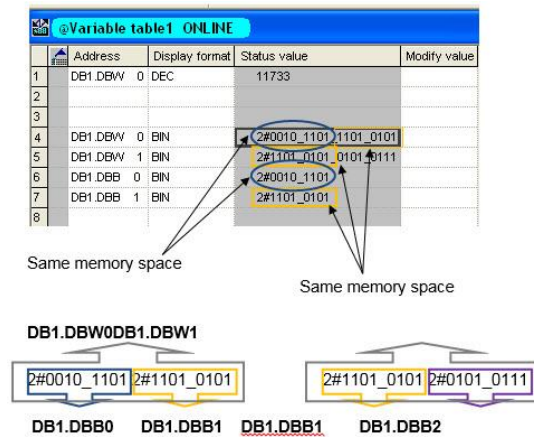 @Variable table1 ONLINE
Address Display format Status value Modify value
1 DB1.DBW 0 DEC 11733
2
3
4 DB1.DBW 0 BIN 2#0010_1101_1101_0101
5 DB1.DBW 1 BIN 2#1101_0101_0101_0111
6 DB1.DBB 0 BIN 2#0010_1101
7 DB1.DBB 1 BIN 2#1101_0101
8
Same memory space
Same memory space
DB1.DBW0DB1.DBW1
2#0010_1101 2#1101_0101 2#1101_0101 2#0101_0111
DB1.DBB0 DB1.DBB1 DB1.DBB1 DB1.DBB2